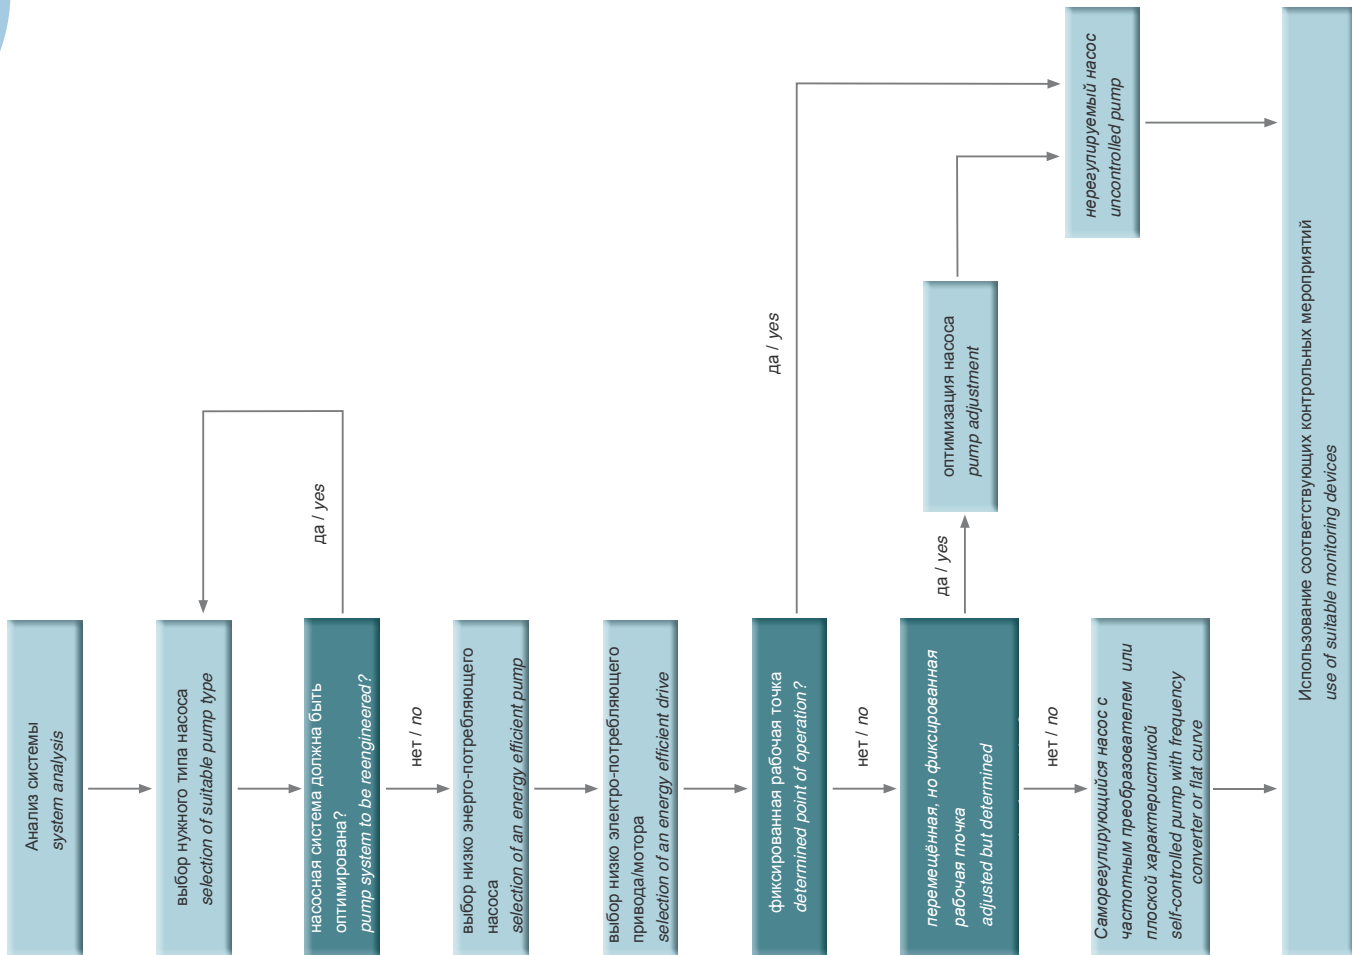 Анализ системы
system analysis
выбор нужного типа насоса
selection of suitable pump type
насосная система должна быть
оптимирована?
pump system to be reengineered?
да / yes
нет / no
выбор низко энерго-потребляющего
насоса
selection of an energy efficient pump
выбор низко электро-потребляющего
привода/мотора
selection of an energy efficient drive
фиксированная рабочая точка
determined point of operation?
да / yes
нет / no
перемещённая, но фиксированная
рабочая точка
adjusted but determined
да / yes
оптимизация насоса
pump adjustment
нерегулируемый насос
uncontrolled pump
нет / no
Саморегулирующийся насос с
частотным преобразователем или
плоской характеристикой
self-controlled pump with frequency
converter or flat curve
Использование соответствующих контрольных мероприятий
use of suitable monitoring devices